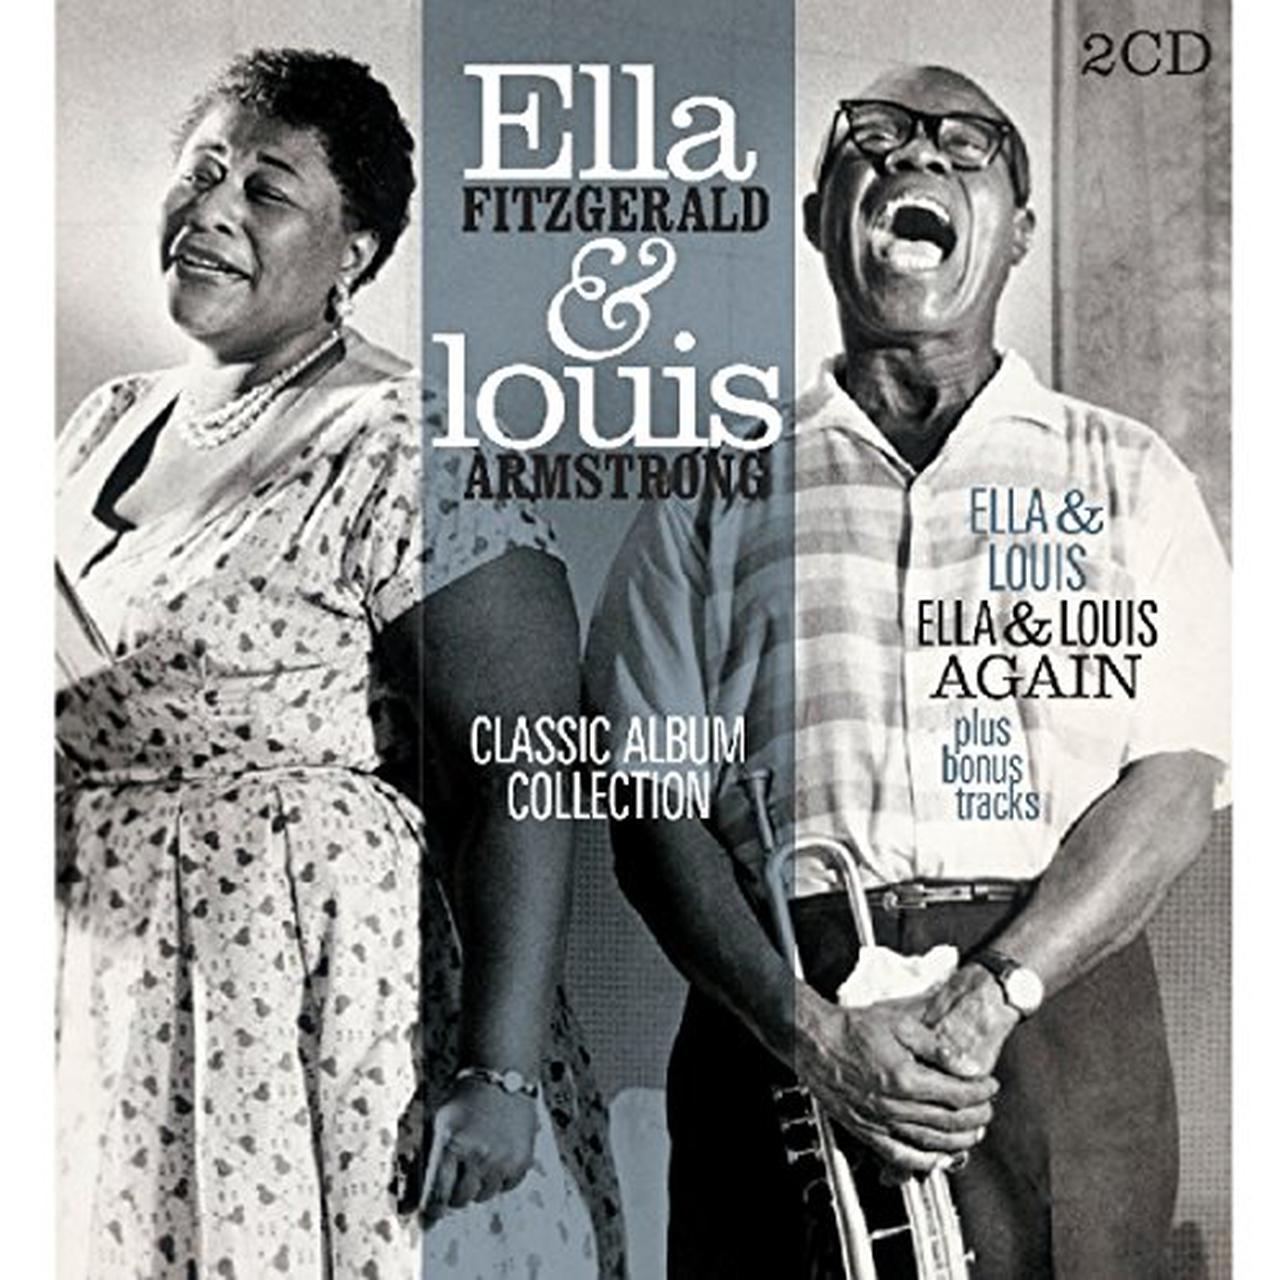 2CD
Ella
FITZGERALD
&
louis
ARMSTRONG
ELLA &
LOUIS
ELLA & LOUIS
AGAIN
plus
bonus
tracks
CLASSIC ALBUM
COLLECTION